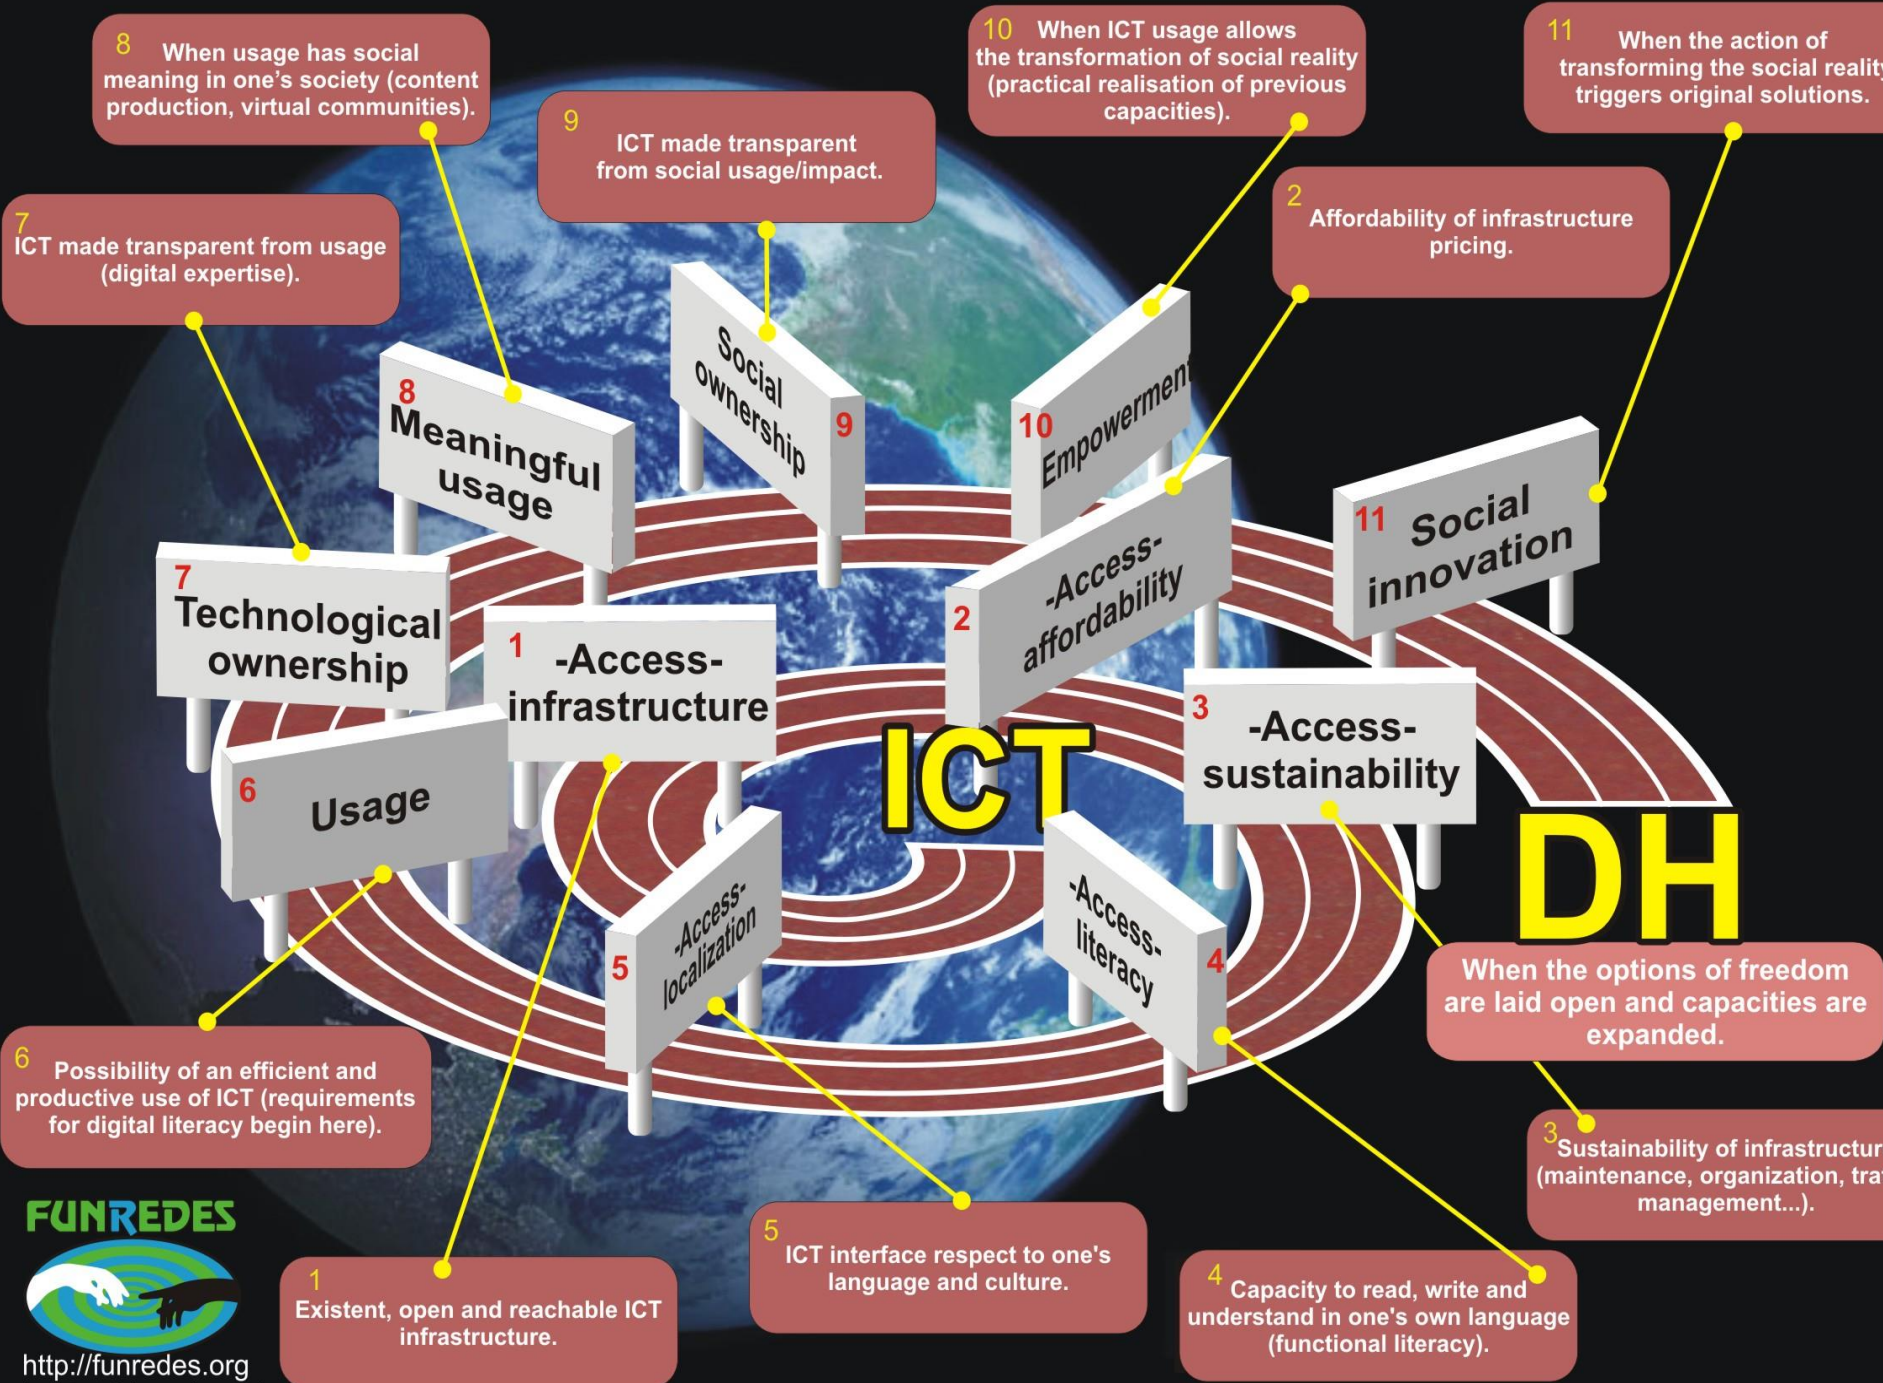 8
When usage has social
meaning in one's society (content
production, virtual communities).
9
ICT made transparent
from social usage/impact.
10
When ICT usage allows
the transformation of social reality
(practical realisation of previous
capacities).
11
When the action of
transforming the social reality
triggers original solutions.
7
ICT made transparent from usage
(digital expertise).
2
Affordability of infrastructure
pricing.
8
Meaningful
usage
Social
ownership
9
10
Empowerment
11
Social
innovation
7
Technological
ownership
1
-Access-
infrastructure
2
-Access-
affordability
3
-Access-
sustainability
6
Usage
ICT
DH
5
-Access-
localization
-Access-
literacy
4
When the options of freedom
are laid open and capacities are
expanded.
6
Possibility of an efficient and
productive use of ICT (requirements
for digital literacy begin here).
3
Sustainability of infrastructur
(maintenance, organization,
management...).
5
ICT interface respect to one's
language and culture.
1
Existent, open and reachable ICT
infrastructure.
4
Capacity to read, write and
understand in one's own language
(functional literacy).
FUNREDES
http://funredes.org